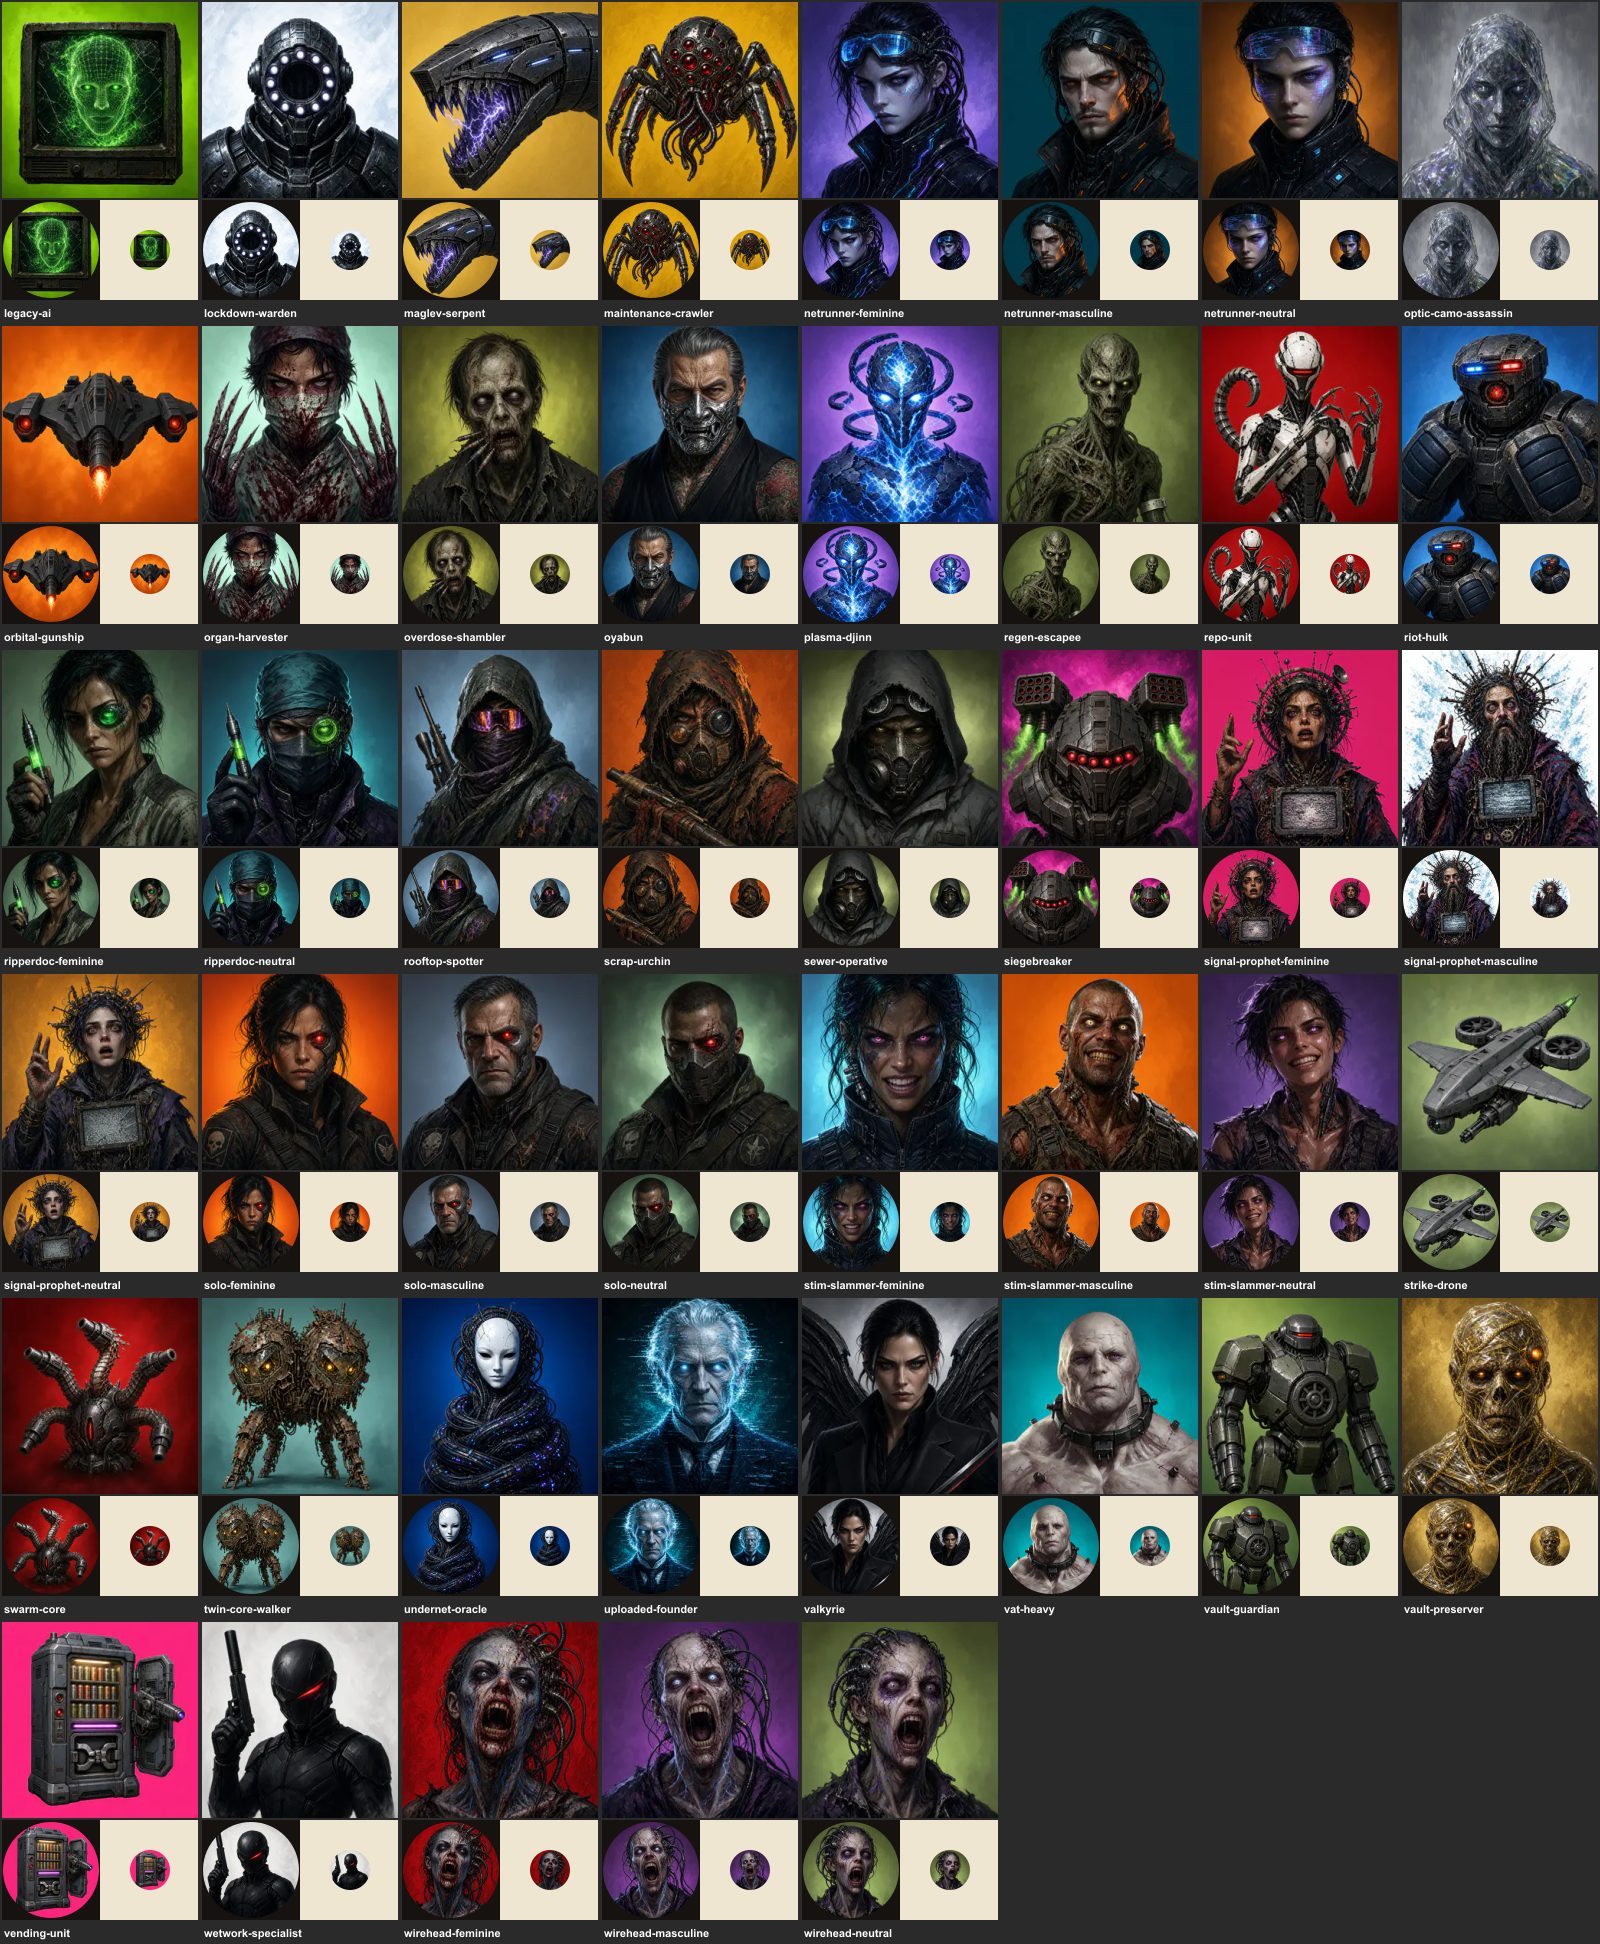 legacy-ai
lockdown-warden
maglev-serpent
maintenance-crawler
netrunner-feminine
netrunner-masculine
netrunner-neutral
optic-camo-assassin
orbital-gunship
organ-harvester
overdose-shambler
oyabun
plasma-djinn
regen-escapee
repo-unit
riot-hulk
ripperdoc-feminine
ripperdoc-neutral
rooftop-spotter
scrap-urchin
sewer-operative
siegebreaker
signal-prophet-feminine
signal-prophet-masculine
signal-prophet-neutral
solo-feminine
solo-masculine
solo-neutral
stim-slammer-feminine
stim-slammer-masculine
stim-slammer-neutral
strike-drone
swarm-core
twin-core-walker
undernet-oracle
uploaded-founder
valkyrie
vat-heavy
vault-guardian
vault-preserver
vending-unit
wetwork-specialist
wirehead-feminine
wirehead-masculine
wirehead-neutral